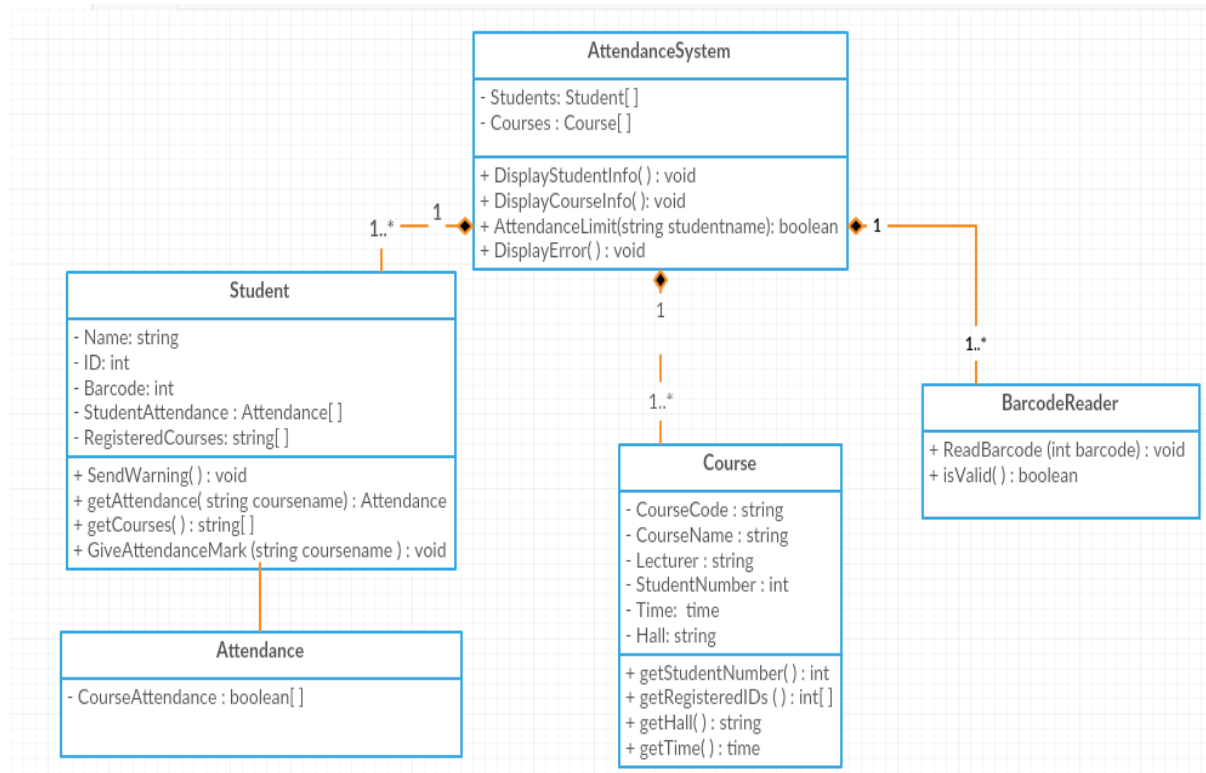 AttendanceSystem
- Students: Student[ ]
- Courses : Course[ ]
+ DisplayStudentInfo( ) : void
+ DisplayCourseInfo( ): void
+ AttendanceLimit(string studentname): boolean
+ DisplayError( ) : void
1
1..*
1
1..*
1
1..*
Student
- Name: string
- ID: int
- Barcode: int
- StudentAttendance : Attendance[ ]
- RegisteredCourses: string[ ]
+ SendWarning( ) : void
+ getAttendance( string coursename) : Attendance
+ getCourses( ) : string[ ]
+ GiveAttendanceMark (string coursename ) : void
Attendance
- CourseAttendance : boolean[ ]
Course
- CourseCode : string
- CourseName : string
- Lecturer : string
- StudentNumber : int
- Time:  time
- Hall: string
+ getStudentNumber( ) : int
+ getRegisteredIDs ( ) : int[ ]
+ getHall( ) : string
+ getTime( ) : time
BarcodeReader
+ ReadBarcode (int barcode) : void
+ isValid( ) : boolean